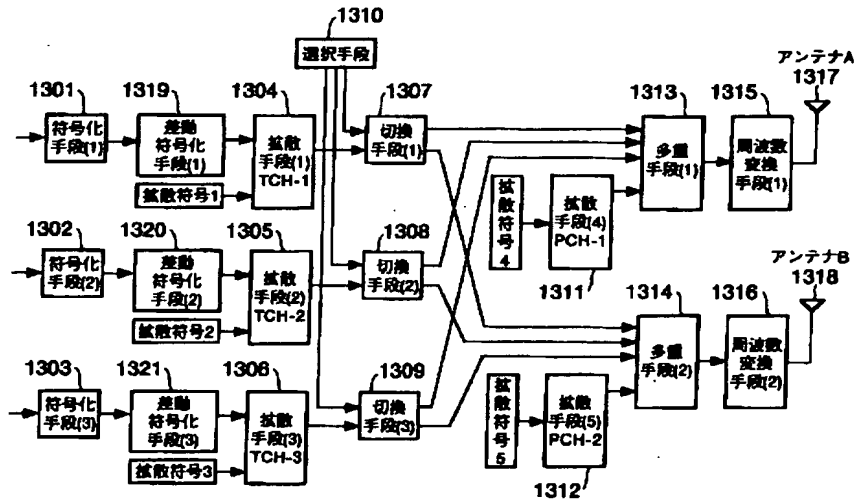 1310
選択手段
アンテナA
1317
1301
1319
1304
1307
1313
1315
符号化
手段(1)
差動
符号化
手段(1)
拡散
手段(1)
TCH-1
切換
手段(1)
多重
手段(1)
周波数
変換
手段(1)
拡散符号1
拡散符号4
拡散
手段(4)
PCH-1
1311
1302
1320
1305
1308
符号化
手段(2)
差動
符号化
手段(2)
拡散
手段(2)
TCH-2
切換
手段(2)
拡散符号2
アンテナB
1318
1314
1316
多重
手段(2)
周波数
変換
手段(2)
1303
1321
1306
1309
符号化
手段(3)
差動
符号化
手段(3)
拡散
手段(3)
TCH-3
切換
手段(3)
拡散符号3
拡散符号5
拡散
手段(5)
PCH-2
1312